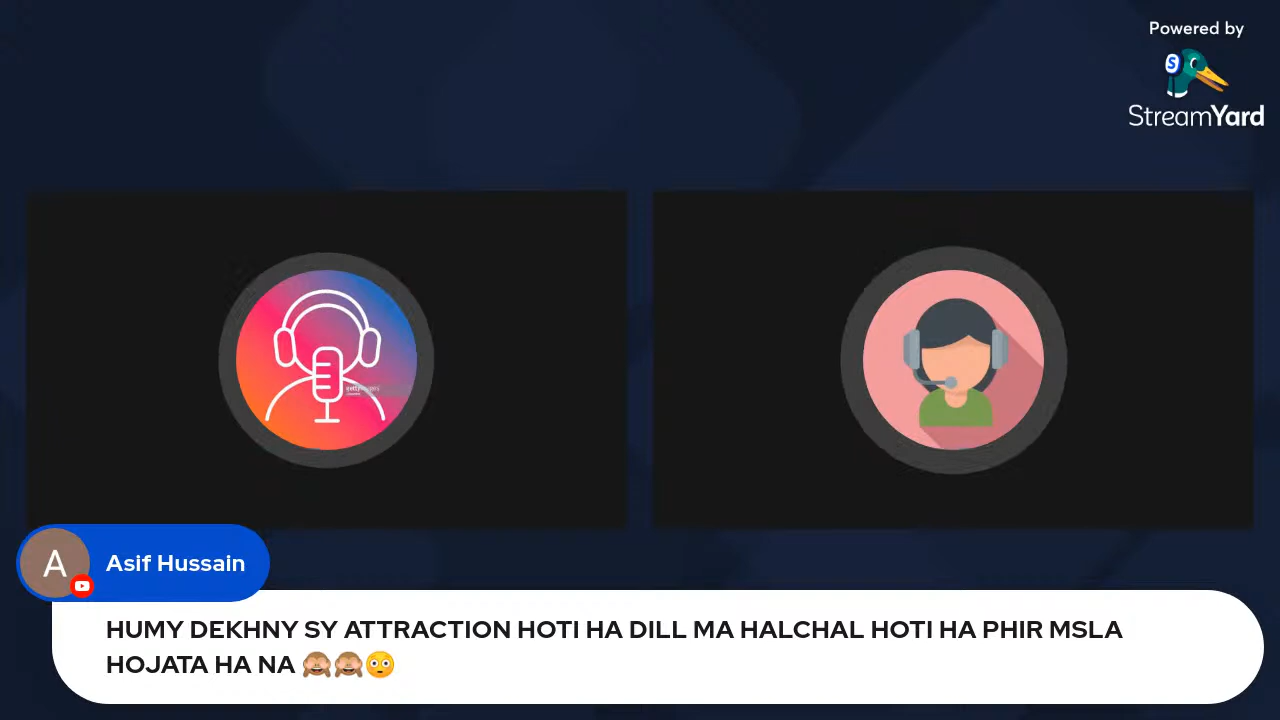 Powered by
S
StreamYard
A
Asif Hussain
HUMY DEKHNY SY ATTRACTION HOTI HA DILL MA HALCHAL HOTI HA PHIR MSLA
HOJATA HA NA 🙈🙈😳